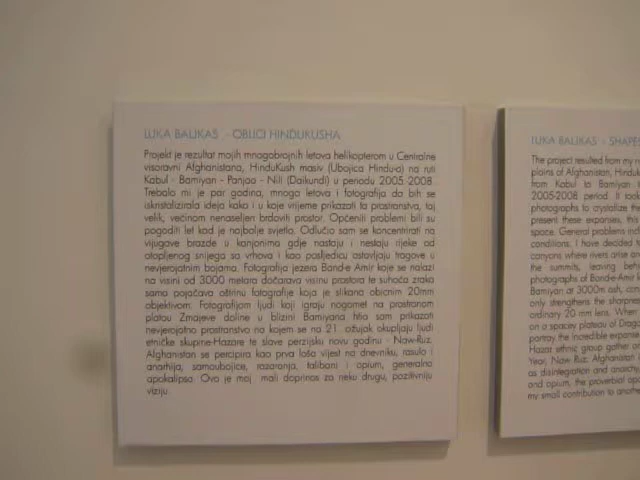 LUKA BALIKAS - OBLICI HINDUKUSHA
Projekt je rezultat mojih mnogobrojnih letova helikopterom u Centralne
visoravni Afghanistana, HinduKush masiv (Ubojica Hindua) na ruti
Kabul - Bamiyan - Panjao - Nili (Daikundi) u periodu 2005-2008.
Trebalo mi je par godina, mnogo letova i fotografija da bih se
iskristalizirala ideja kako i u koje vrijeme prikazati ta prostranstva, taj
velik, većinom nenaseljen brdoviti prostor. Općeniti problemi bili su
pogoditi let kad je najbolje svjetlo. Odlučio sam se koncentrirati na
vijugave brazde u kanjonima gdje nastaju i nestaju rijeke od
otopljenog snijega sa vrhova i kao posljedicu ostavljaju tragove u
nevjerojatnim bojama. Fotografija jezera Band-e Amir koje se nalazi
na visini od 3000 metara dočarava visinu prostora te suhoća zraka
samo pojačava oštrinu fotografije koja je slikana običnim 20mm
objektivom. Fotografijom ljudi koji igraju nogomet na prostranom
platou Zmajeve doline u blizini Bamiyana htio sam prikazati
nevjerojatno prostranstvo na kojem se na 21. ožujak okupljaju ljudi
etničke skupine-Hazare te slave perzijsku novu godinu - Naw-Ruz.
Afghanistan se percipira kao prva loša vijest na dnevniku, rasulo i
anarhija, samoubojice, razaranja, talibani i opium, generalno
apokalipsa. Ovo je moj mali doprinos za neku drugu, pozitivniju
viziju.
LUKA BALIKAS - SHAPES
The project resulted from my n
plains of Afghanistan, Hinduk
from Kabul to Bamiyan t
2005-2008 period. It took
photographs to crystalize the
present these expanses, this
space. General problems incl
conditions. I have decided t
canyons where rivers arise an
the summits, leaving behi
photographs of Band-e Amir k
Bamiyan at 3000m ash, com
only strengthens the sharpnes
ordinary 20 mm lens. When
on a spacey plateau of Drago
portray the incredible expanse
Hazar ethnic group gather on
Year, Naw-Ruz. Afghanistan i
as disintegration and anarchy,
and opium, the proverbial apo
my small contribution to anothe